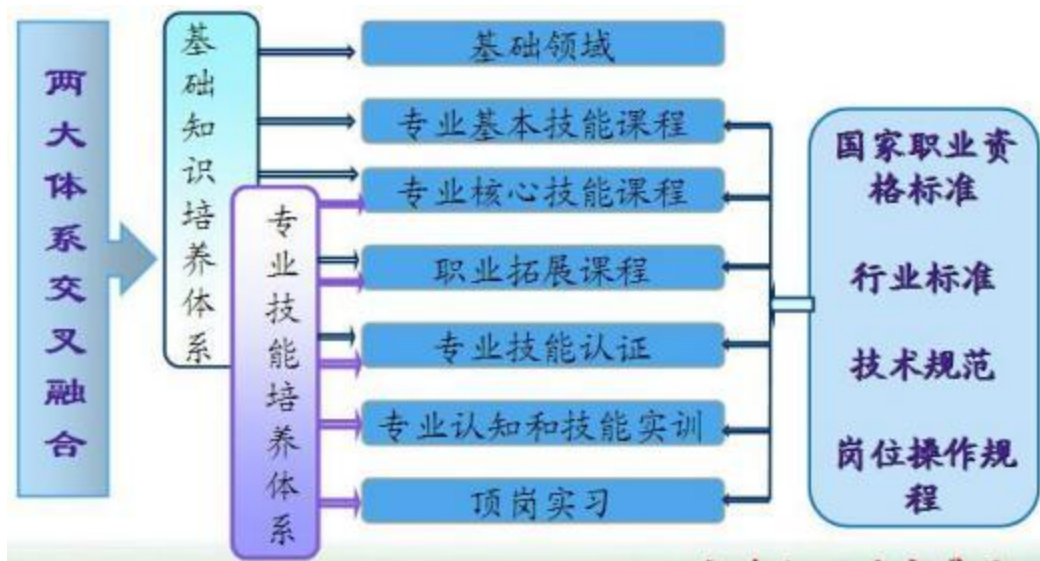 两大体系交叉融合
基础知识培养体系
专业技能培养体系
基础领域
专业基本技能课程
专业核心技能课程
职业拓展课程
专业技能认证
专业认知和技能实训
顶岗实习
国家职业资
格标准
行业标准
技术规范
岗位操作规
程